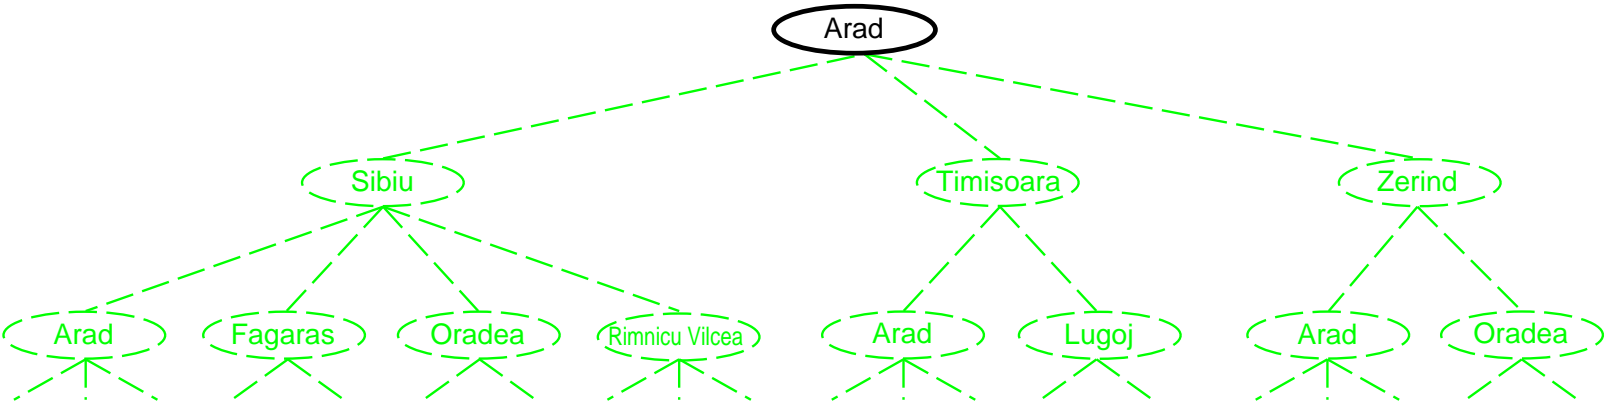 Arad
Sibiu
Timisoara
Zerind
Arad
Fagaras
Oradea
Rimnicu Vilcea
Arad
Lugoj
Arad
Oradea